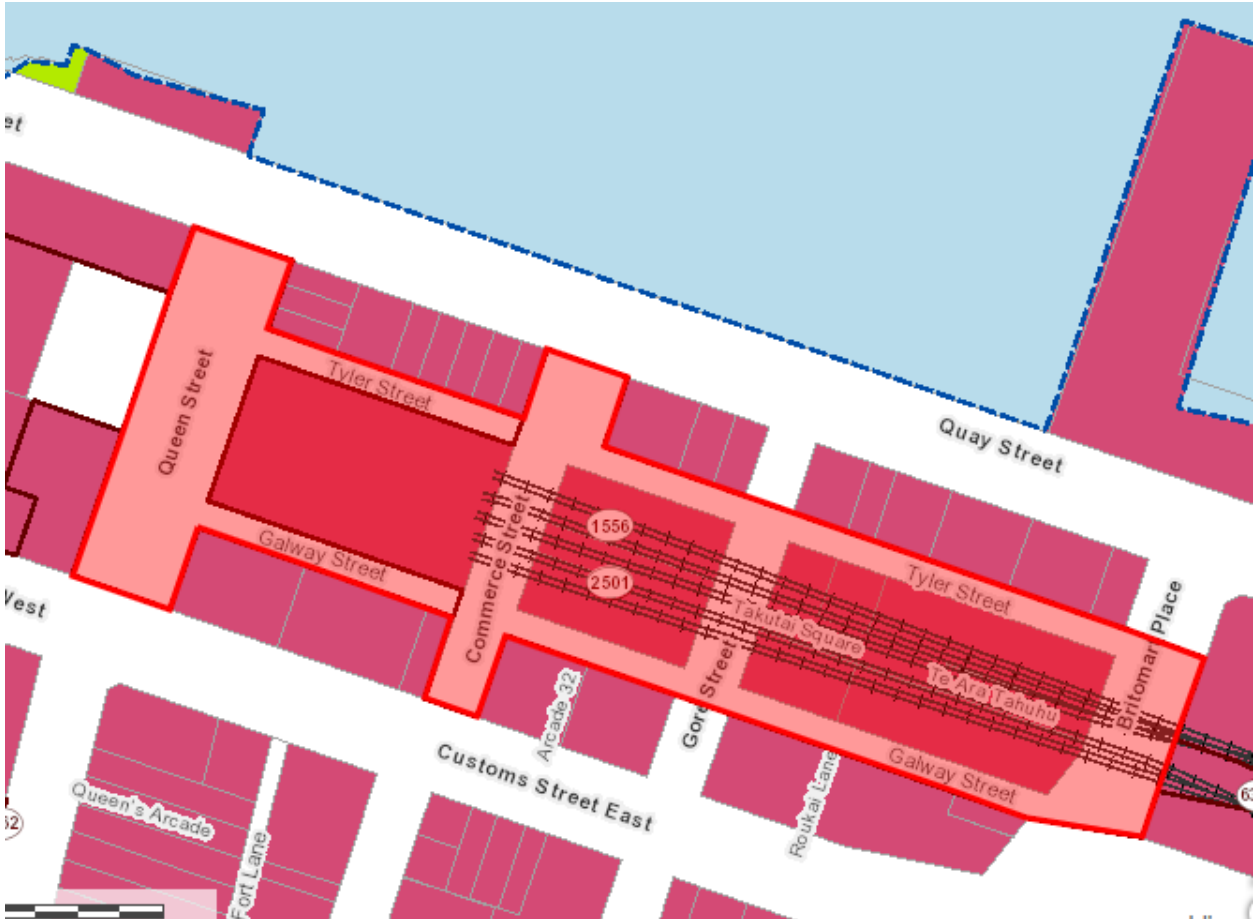 et
Tyler Street
Queen Street
Quay Street
1556
Galway Street
2501
Commerce Street
Tyler Street
Takutai Square
Te Ara Tahuhu
Britomart Place
West
Gore Street
Arcade 32
Customs Street East
Galway Street
Roukai Lane
Queen's Arcade
Fort Lane